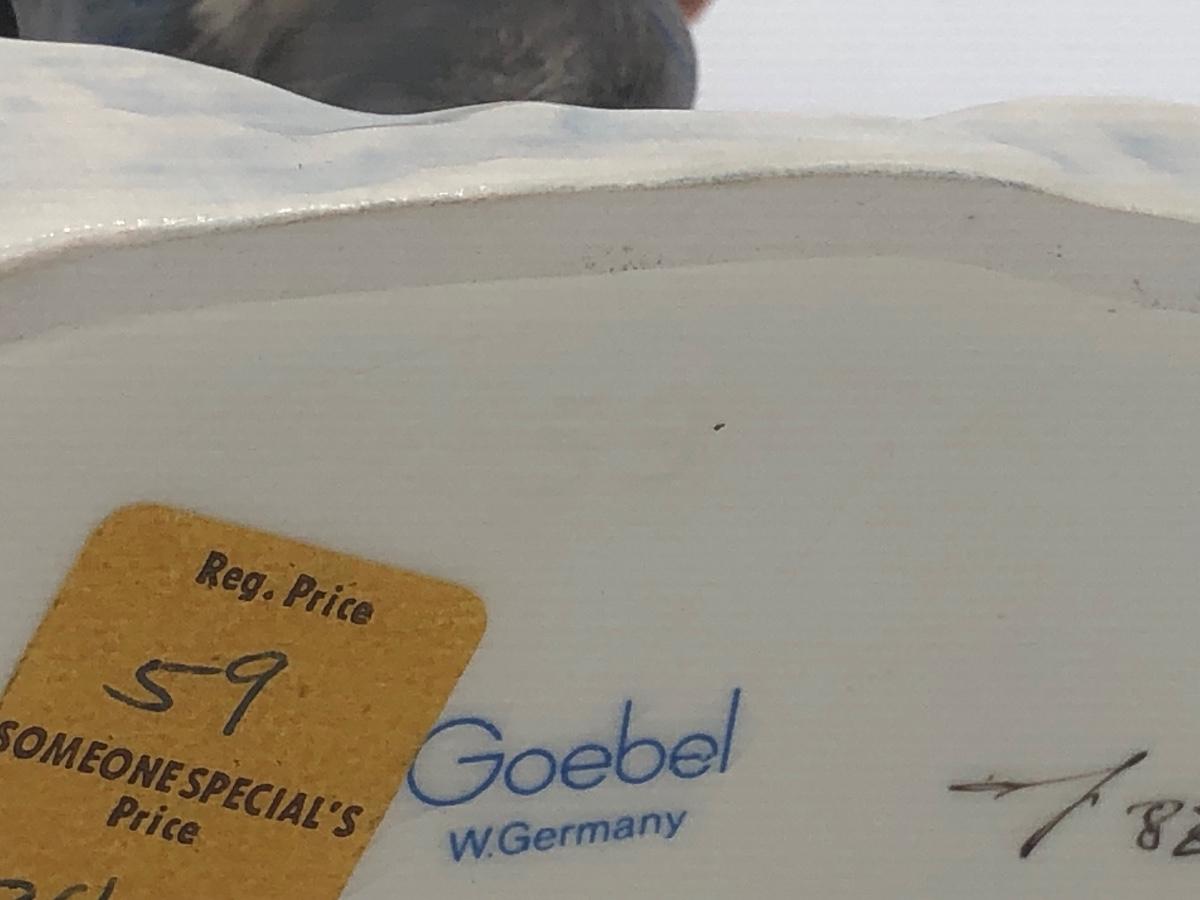 Reg. Price
59
SOMEONE SPECIAL'S
Price
Goebel
W.Germany